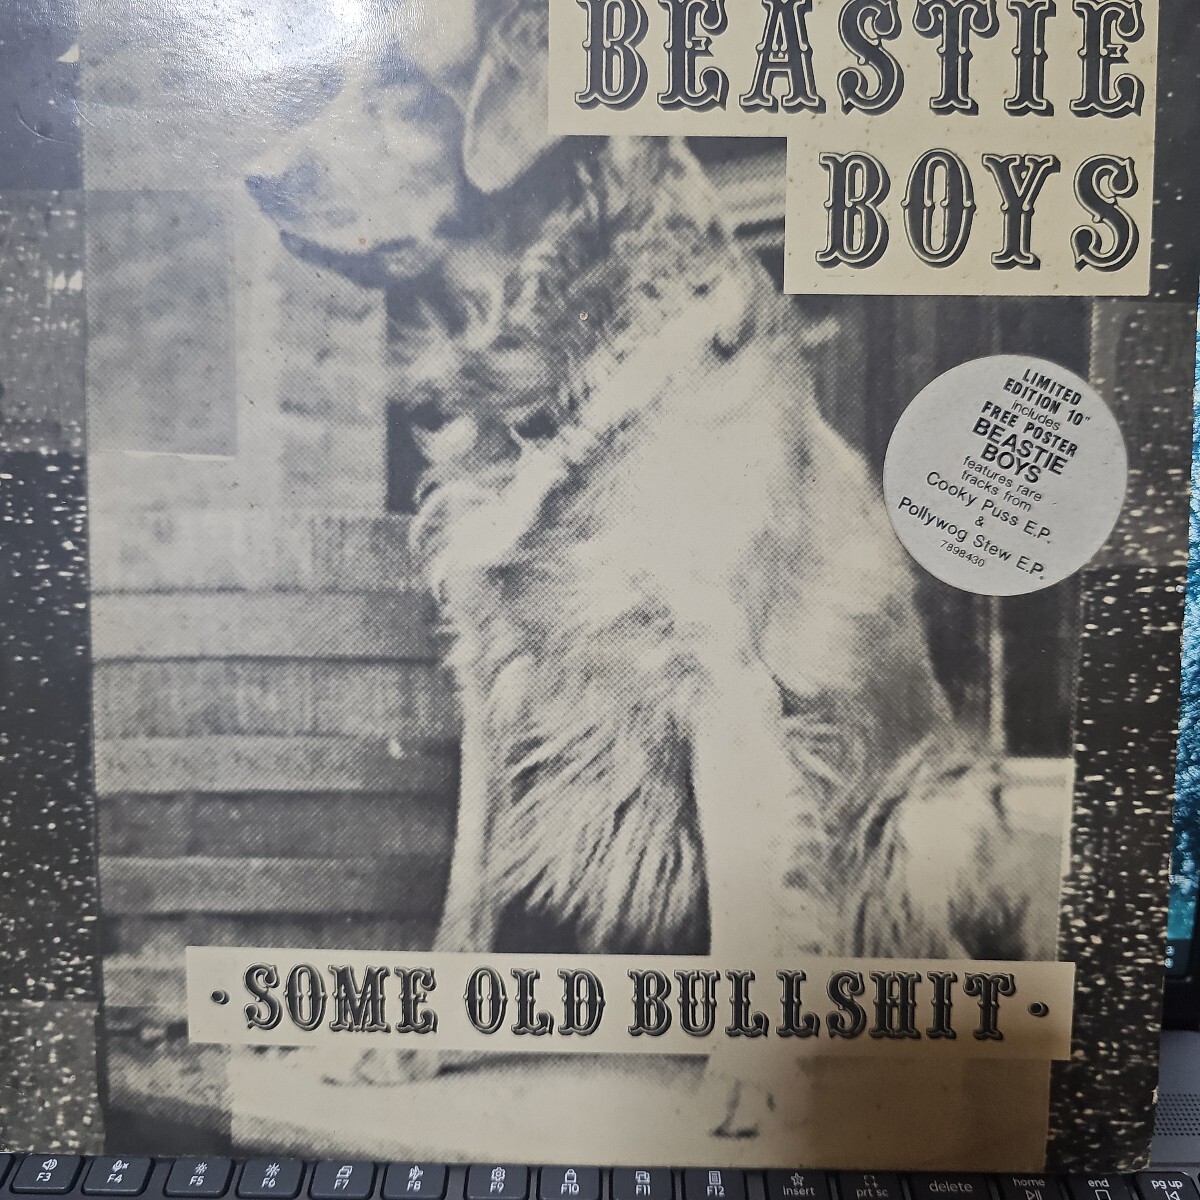 BEASTIE
BOYS
LIMITED
EDITION 10"
includes
FREE POSTER
BEASTIE
BOYS
features rare
tracks from
Cooky Puss E.P.
&
Pollywog Stew E.P.
7898430
·SOME OLD BULLSHIT·
F3
F4
F5
F6
F7
F8
F9
F10
F11
F12
insert
prt sc
delete
home
end
pg up